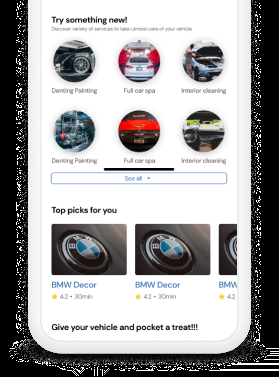 Try something new!
Discover variety of services to take utmost care of your vehicle
Denting Painting Full car spa Interior cleaning
Denting Painting Full car spa Interior cleaning
See all
Top picks for you
BMW Decor BMW Decor BMW
4.2 • 30min 4.2 • 30min 4.2
Give your vehicle and pocket a treat!!!